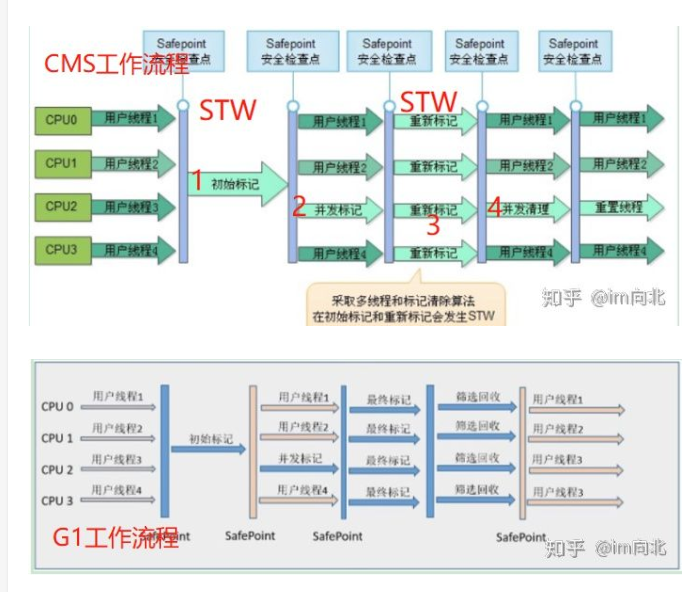 Safepoint Safepoint Safepoint Safepoint Safepoint
安全检查点 安全检查点 安全检查点 安全检查点 安全检查点
CMS工作流程
STW STW
CPU0 用户线程1 用户线程1 重新标记 用户线程1 用户线程1
CPU1 用户线程2 用户线程2 重新标记 用户线程2 用户线程2
1 初始标记
CPU2 用户线程3 2 并发标记 重新标记 4 并发清理 重置线程
3
CPU3 用户线程4 用户线程4 重新标记 用户线程4 用户线程4
采取多线程和标记清除算法
在初始标记和重新标记会发生STW
知乎 @im向北
CPU 0 用户线程1 用户线程1 最终标记 筛选回收 用户线程1
CPU 1 用户线程2 初始标记 用户线程2 最终标记 筛选回收 用户线程2
CPU 2 用户线程3 并发标记 最终标记 筛选回收 用户线程3
CPU 3 用户线程4 用户线程4 最终标记 筛选回收 用户线程3
SafePoint SafePoint SafePoint SafePoint
G1工作流程
知乎 @im向北